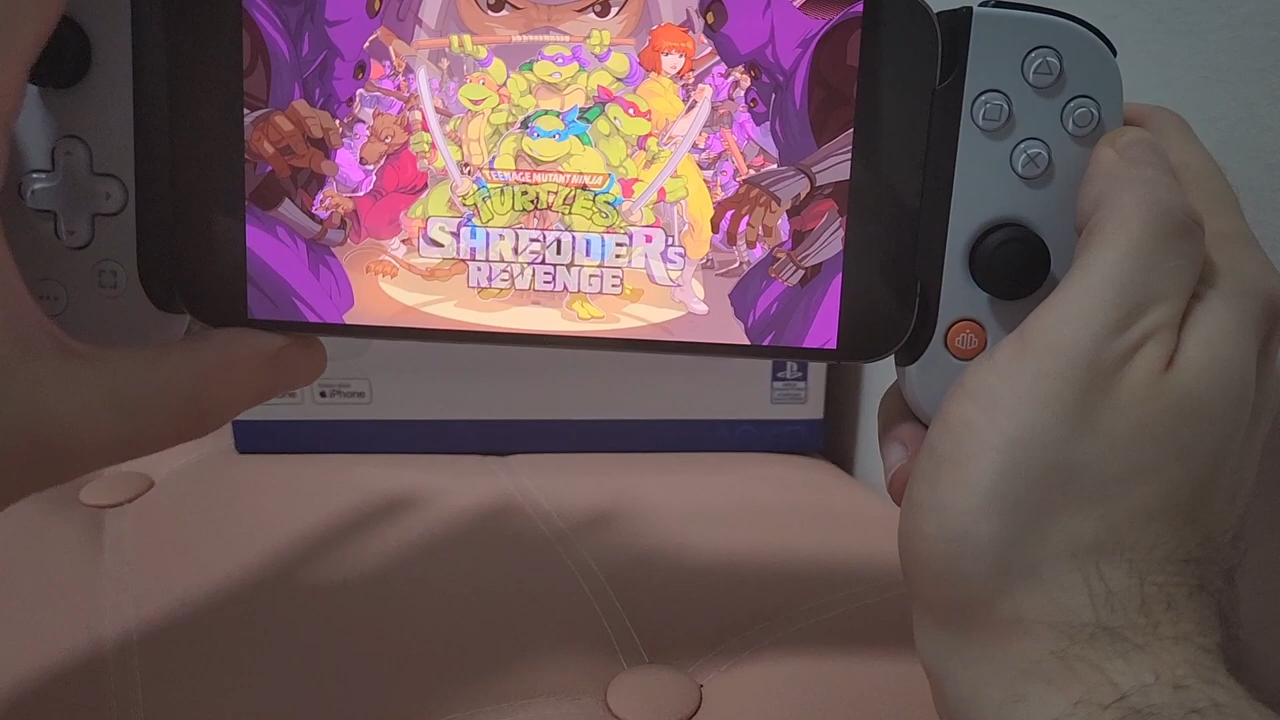 TEENAGE MUTANT NINJA
TURTLES
SHREDDER'S
REVENGE
iPhone